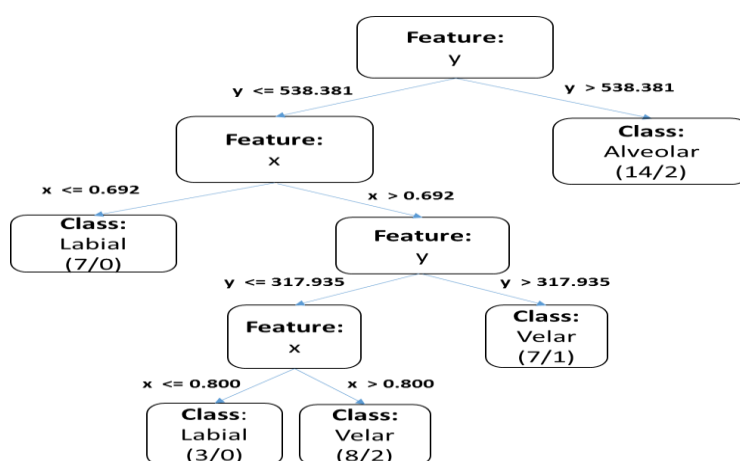 Feature:
y
y <= 538.381
y > 538.381
Feature:
x
Class:
Alveolar
(14/2)
x <= 0.692
x > 0.692
Class:
Labial
(7/0)
Feature:
y
y <= 317.935
y > 317.935
Feature:
x
Class:
Velar
(7/1)
x <= 0.800
x > 0.800
Class:
Labial
(3/0)
Class:
Velar
(8/2)